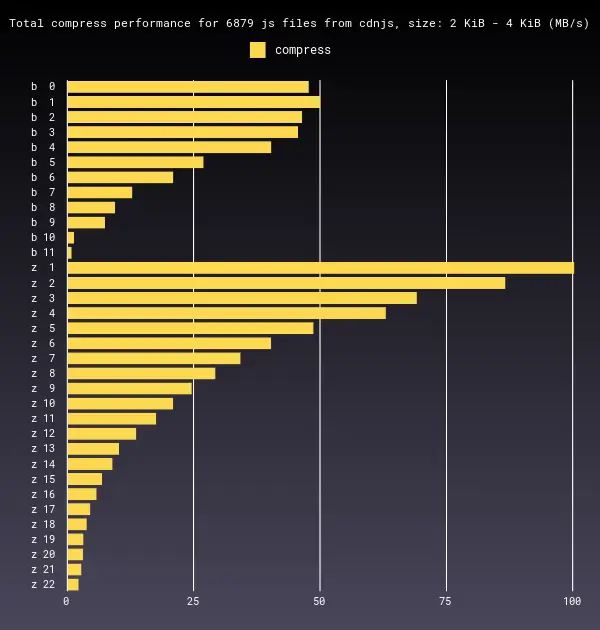 Total compress performance for 6879 js files from cdnjs, size: 2 KiB - 4 KiB (MB/s)
compress
b 0
b 1
b 2
b 3
b 4
b 5
b 6
b 7
b 8
b 9
b 10
b 11
z 1
z 2
z 3
z 4
z 5
z 6
z 7
z 8
z 9
z 10
z 11
z 12
z 13
z 14
z 15
z 16
z 17
z 18
z 19
z 20
z 21
z 22
0 25 50 75 100